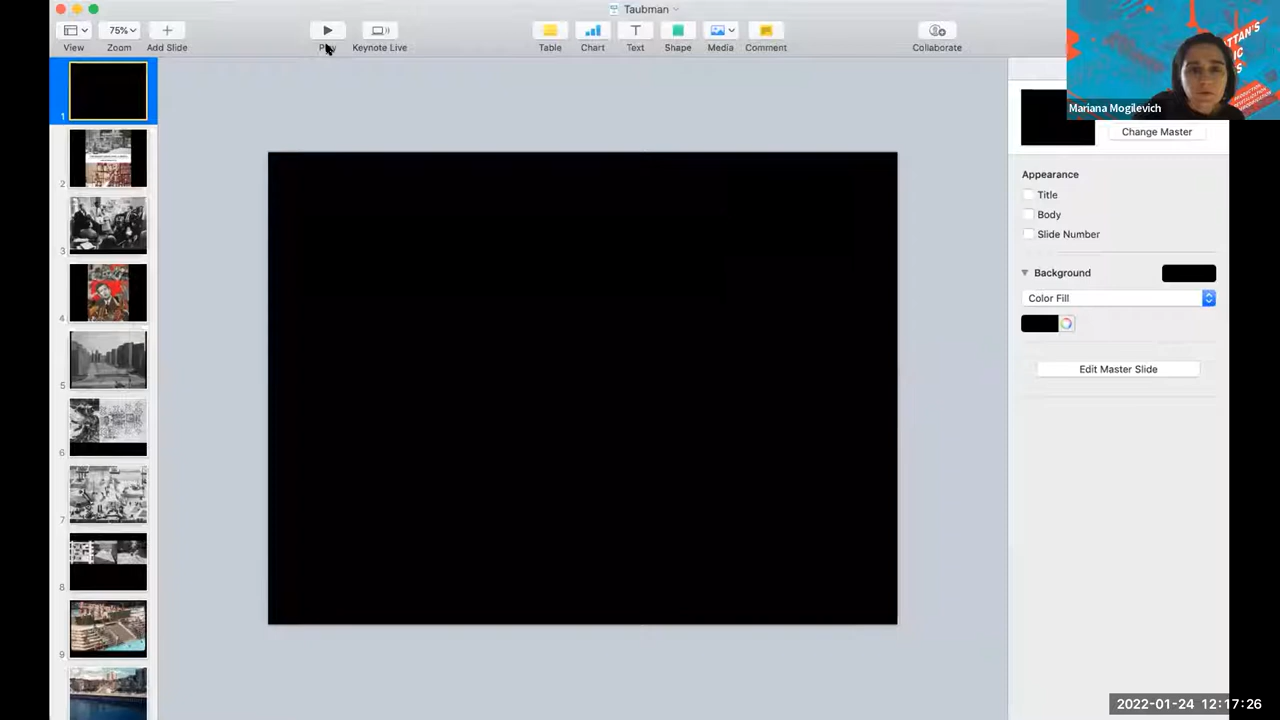 Taubman
75%
View
Zoom
Add Slide
Play
Keynote Live
Table
Chart
Text
Shape
Media
Comment
Collaborate
TTAN'S
IC
S
Mariana Mogilevich
Change Master
Appearance
Title
Body
Slide Number
Background
Color Fill
Edit Master Slide
1
2
3
4
5
6
7
8
9
2022-01-24 12:17:26